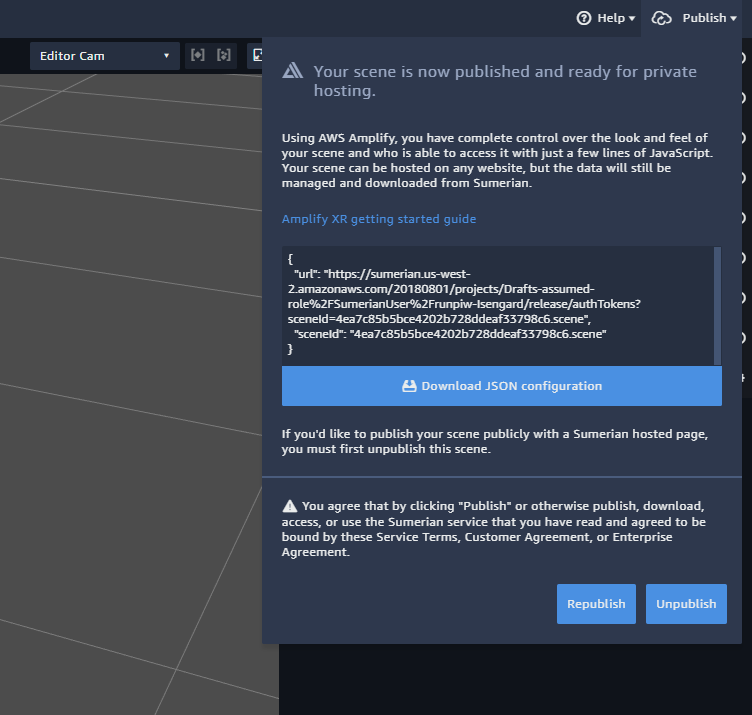 Help
Publish
Editor Cam
Your scene is now published and ready for private
hosting.
Using AWS Amplify, you have complete control over the look and feel of
your scene and who is able to access it with just a few lines of JavaScript.
Your scene can be hosted on any website, but the data will still be
managed and downloaded from Sumerian.
Amplify XR getting started guide
{
"url": "https://sumerian.us-west-
2.amazonaws.com/20180801/projects/Drafts-assumed-
role%2FSumerianUser%2Frunpiw-Isengard/release/authTokens?
sceneId=4ea7c85b5bce4202b728ddeaf33798c6.scene",
"sceneId": "4ea7c85b5bce4202b728ddeaf33798c6.scene"
}
Download JSON configuration
If you'd like to publish your scene publicly with a Sumerian hosted page,
you must first unpublish this scene.
You agree that by clicking "Publish" or otherwise publish, download,
access, or use the Sumerian service that you have read and agreed to be
bound by these Service Terms, Customer Agreement, or Enterprise
Agreement.
Republish
Unpublish